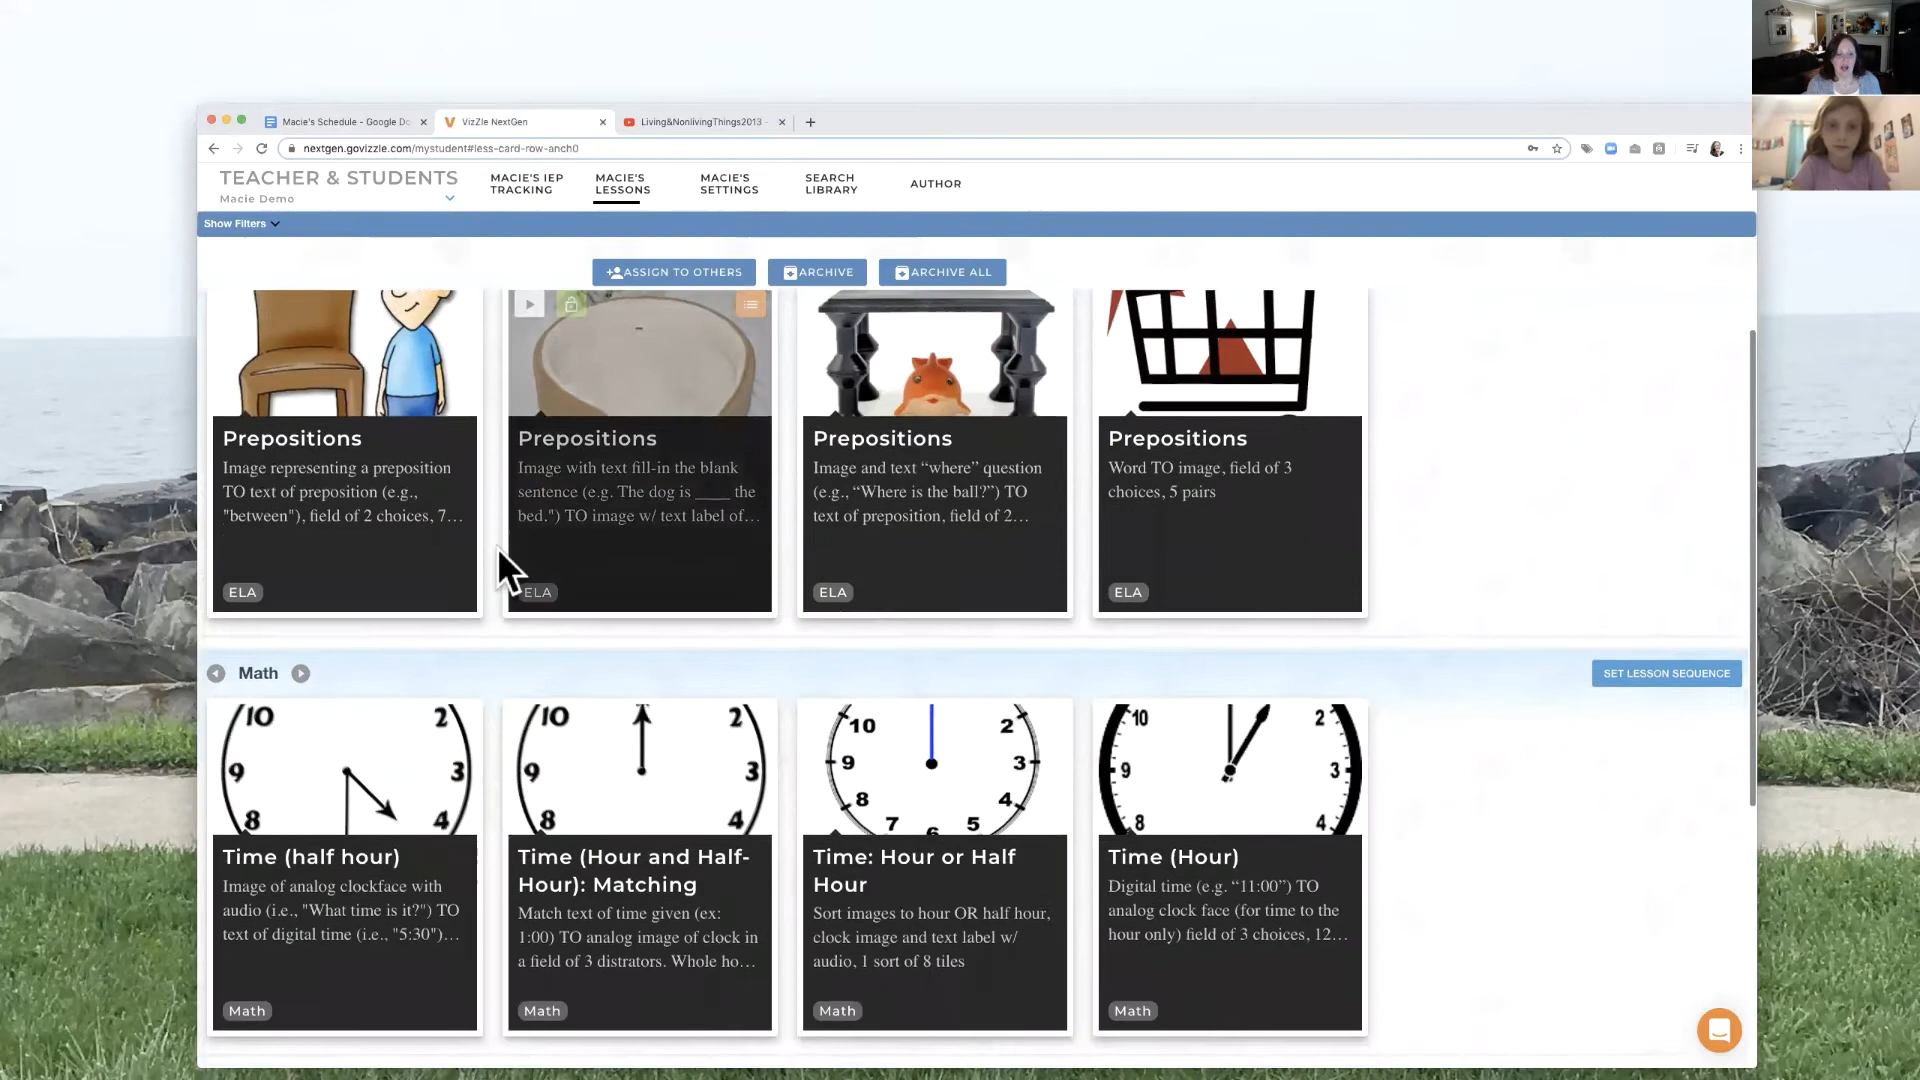 Macie's Schedule - Google Do
VizZle NextGen
Living&NonlivingThings2013 -
nextgen.govizzle.com/mystudent#less-card-row-anch0
TEACHER & STUDENTS
Macie Demo
MACIE'S IEP
TRACKING
MACIE'S
LESSONS
MACIE'S
SETTINGS
SEARCH
LIBRARY
AUTHOR
Show Filters
ASSIGN TO OTHERS
ARCHIVE
ARCHIVE ALL
Prepositions
Image representing a preposition
TO text of preposition (e.g.,
"between"), field of 2 choices, 7...
ELA
Prepositions
Image with text fill-in the blank
sentence (e.g. The dog is ____ the
bed.") TO image w/ text label of...
ELA
Prepositions
Image and text “where” question
(e.g., “Where is the ball?”) TO
text of preposition, field of 2...
ELA
Prepositions
Word TO image, field of 3
choices, 5 pairs
ELA
Math
SET LESSON SEQUENCE
10 2
9 3
8 4
Time (half hour)
Image of analog clockface with
audio (i.e., "What time is it?") TO
text of digital time (i.e., "5:30")...
Math
10 2
9 3
8 4
Time (Hour and Half-
Hour): Matching
Match text of time given (ex:
1:00) TO analog image of clock in
a field of 3 distrators. Whole ho...
Math
10 2
9 3
8 4
7 6 5
Time: Hour or Half
Hour
Sort images to hour OR half hour,
clock image and text label w/
audio, 1 sort of 8 tiles
Math
10 2
9 3
8 4
Time (Hour)
Digital time (e.g. “11:00”) TO
analog clock face (for time to the
hour only) field of 3 choices, 12...
Math